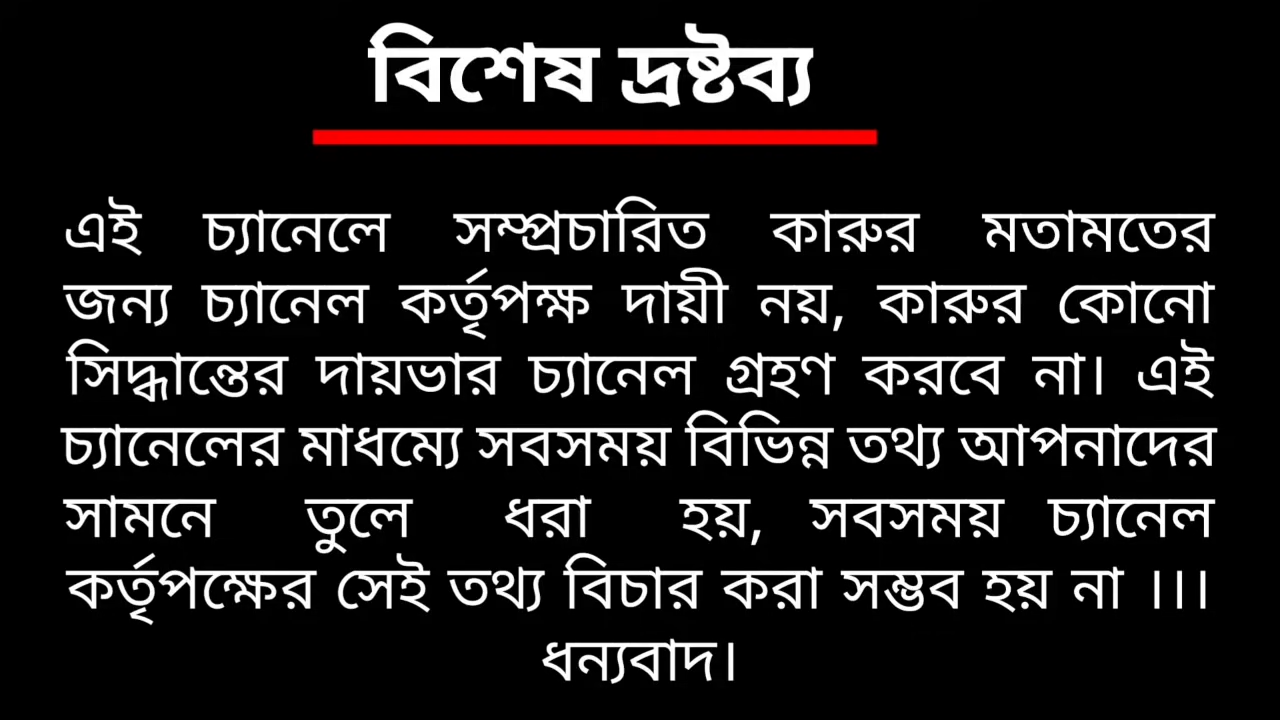 বিশেষ দ্রষ্টব্য
এই চ্যানেলে সম্প্রচারিত কারুর মতামতের
জন্য চ্যানেল কর্তৃপক্ষ দায়ী নয়, কারুর কোনো
সিদ্ধান্তের দায়ভার চ্যানেল গ্রহণ করবে না। এই
চ্যানেলের মাধম্যে সবসময় বিভিন্ন তথ্য আপনাদের
সামনে তুলে ধরা হয়, সবসময় চ্যানেল
কর্তৃপক্ষের সেই তথ্য বিচার করা সম্ভব হয় না ।।।
ধন্যবাদ।